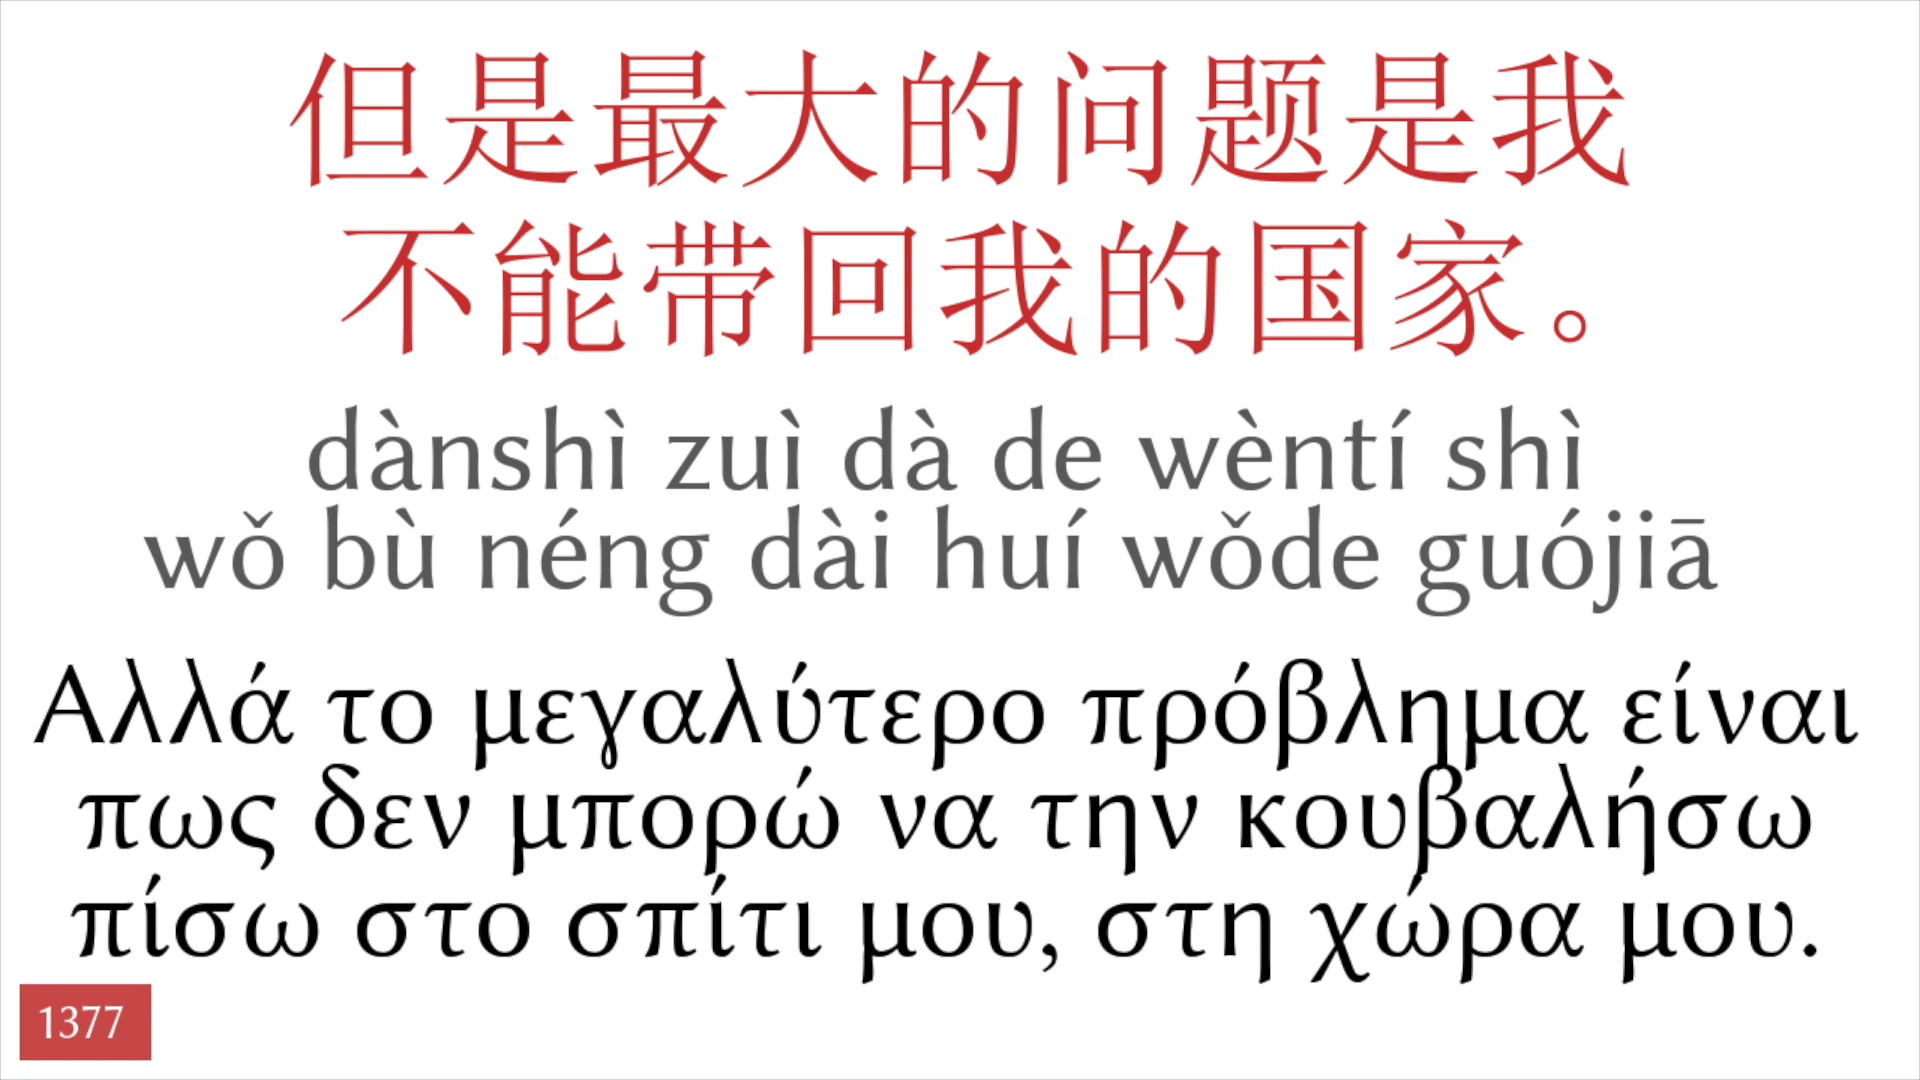 但是最大的问题是我
不能带回我的国家。
dànshì zuì dà de wèntí shì
wǒ bù néng dài huí wǒde guójiā
Αλλά το μεγαλύτερο πρόβλημα είναι
πως δεν μπορώ να την κουβαλήσω
πίσω στο σπίτι μου, στη χώρα μου.
1377